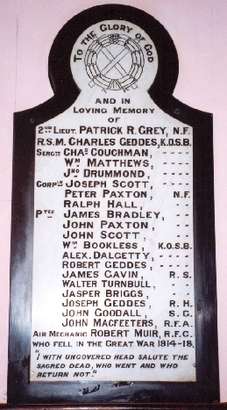 TO THE GLORY OF GOD
AND IN
LOVING MEMORY
OF
2ND LIEUT. PATRICK R. GREY, N.F.
R.S.M. CHARLES GEDDES, K.O.S.B.
SERGTS CHAS COUCHMAN, ----
WM MATTHEWS, ----
JNO DRUMMOND, ----
CORPLS JOSEPH SCOTT, ----
PETER PAXTON, N.F.
RALPH HALL, --
PTES JAMES BRADLEY, --
JOHN PAXTON, --
JOHN SCOTT, --
WM BOOKLESS, K.O.S.B.
ALEX. DALGETTY, ----
ROBERT GEDDES, ----
JAMES GAVIN, R.S.
WALTER TURNBULL, --
JASPER BRIGGS, --
JOSEPH GEDDES, R.H.
JOHN GOODALL, S.G.
JOHN MACFEETERS, R.F.A.
AIR MECHANIC ROBERT MUIR, R.F.C.
WHO FELL IN THE GREAT WAR 1914-18.
"I WITH UNCOVERED HEAD SALUTE THE
SACRED DEAD, WHO WENT AND WHO
RETURN NOT."